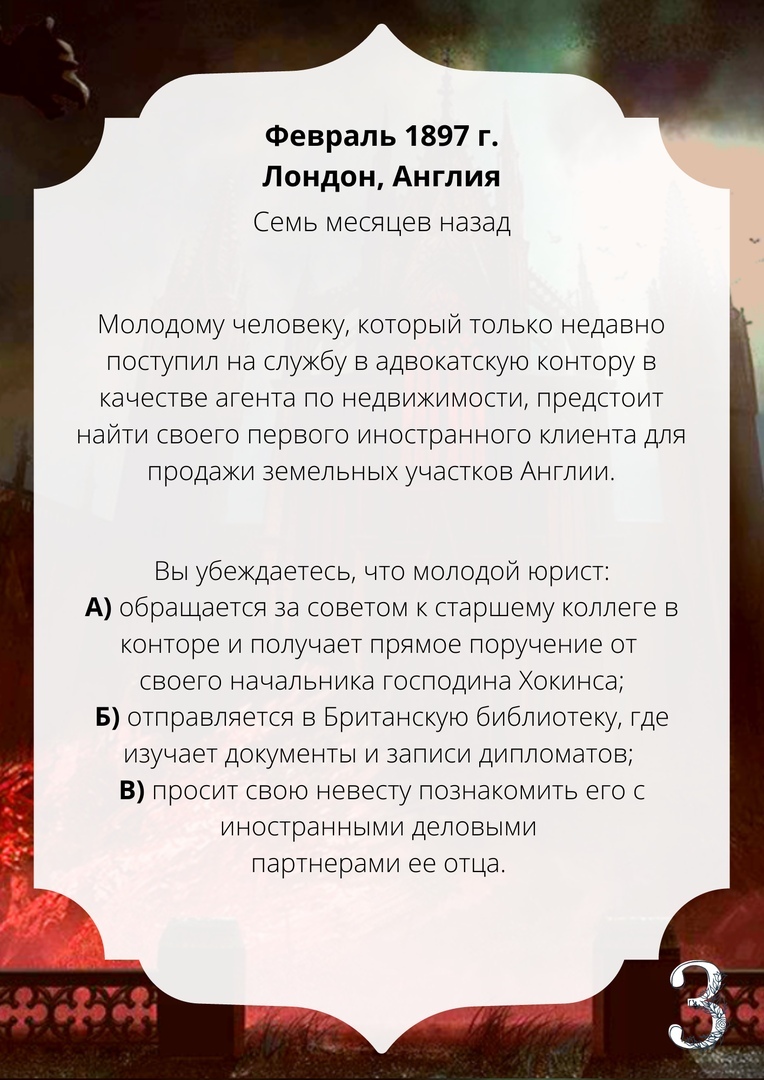 Февраль 1897 г.
Лондон, Англия
Семь месяцев назад
Молодому человеку, который только недавно
поступил на службу в адвокатскую контору в
качестве агента по недвижимости, предстоит
найти своего первого иностранного клиента для
продажи земельных участков Англии.
Вы убеждаетесь, что молодой юрист:
А) обращается за советом к старшему коллеге в
конторе и получает прямое поручение от
своего начальника господина Хокинса;
Б) отправляется в Британскую библиотеку, где
изучает документы и записи дипломатов;
В) просит свою невесту познакомить его с
иностранными деловыми
партнерами ее отца.
3